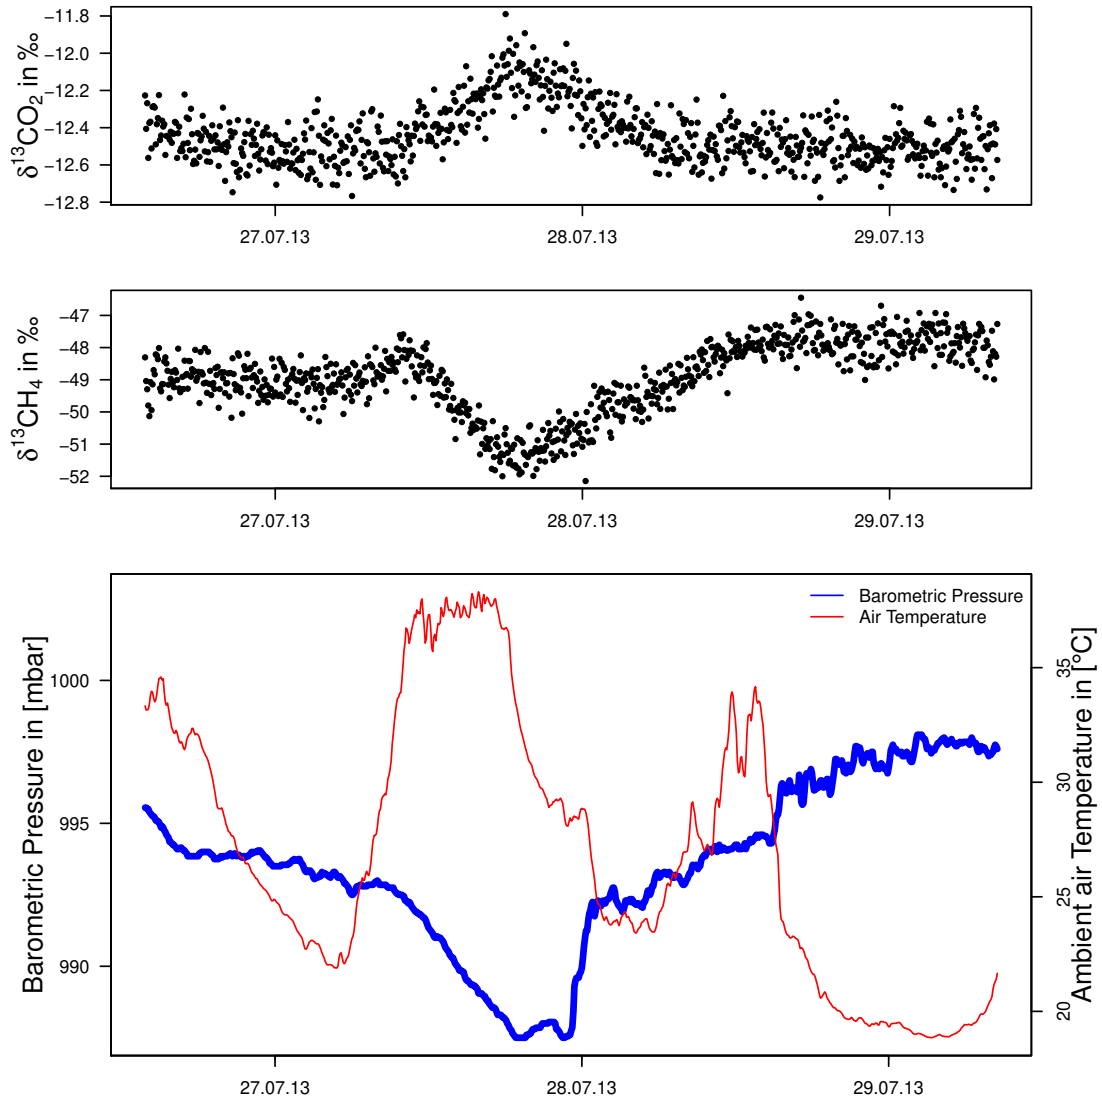 δ¹³CO₂ in ‰
−11.8
−12.0
−12.2
−12.4
−12.6
−12.8
27.07.13 28.07.13 29.07.13
δ¹³CH₄ in ‰
−47
−48
−49
−50
−51
−52
27.07.13 28.07.13 29.07.13
Barometric Pressure in [mbar]
1000
995
990
Barometric Pressure
Air Temperature
35
30
25
20
Ambient air Temperature in [°C]
27.07.13 28.07.13 29.07.13